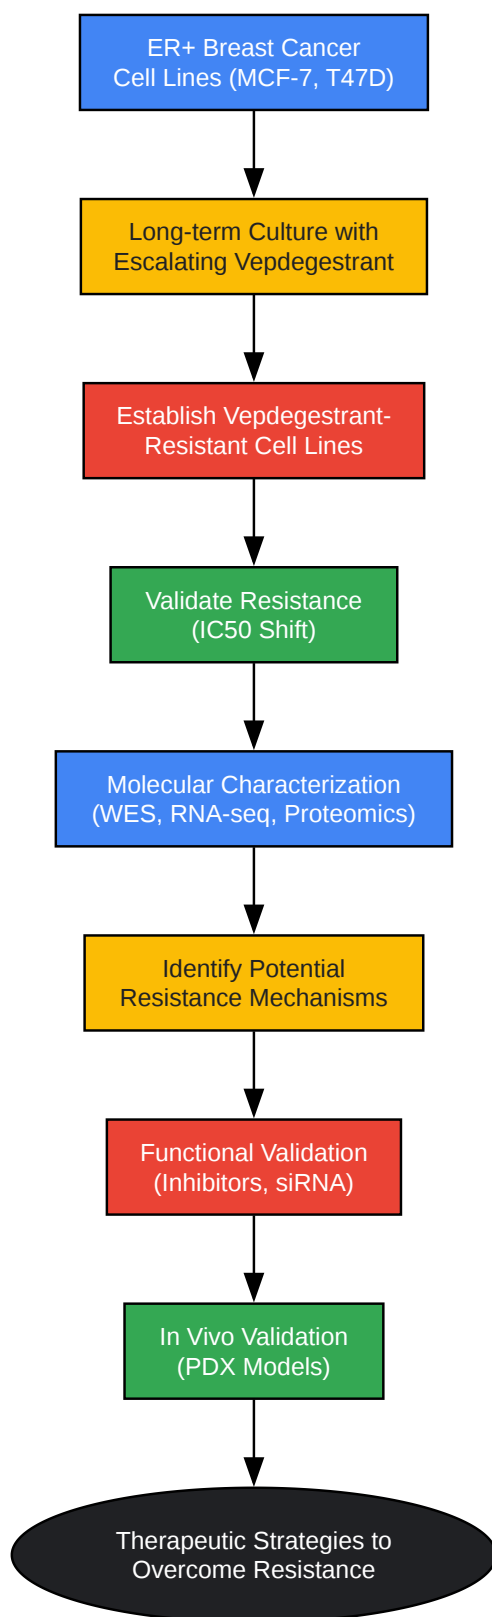 ER+ Breast Cancer
Cell Lines (MCF-7, T47D)
Long-term Culture with
Escalating Vepdegestrant
Establish Vepdegestrant-
Resistant Cell Lines
Validate Resistance
(IC50 Shift)
Molecular Characterization
(WES, RNA-seq, Proteomics)
Identify Potential
Resistance Mechanisms
Functional Validation
(Inhibitors, siRNA)
In Vivo Validation
(PDX Models)
Therapeutic Strategies to
Overcome Resistance